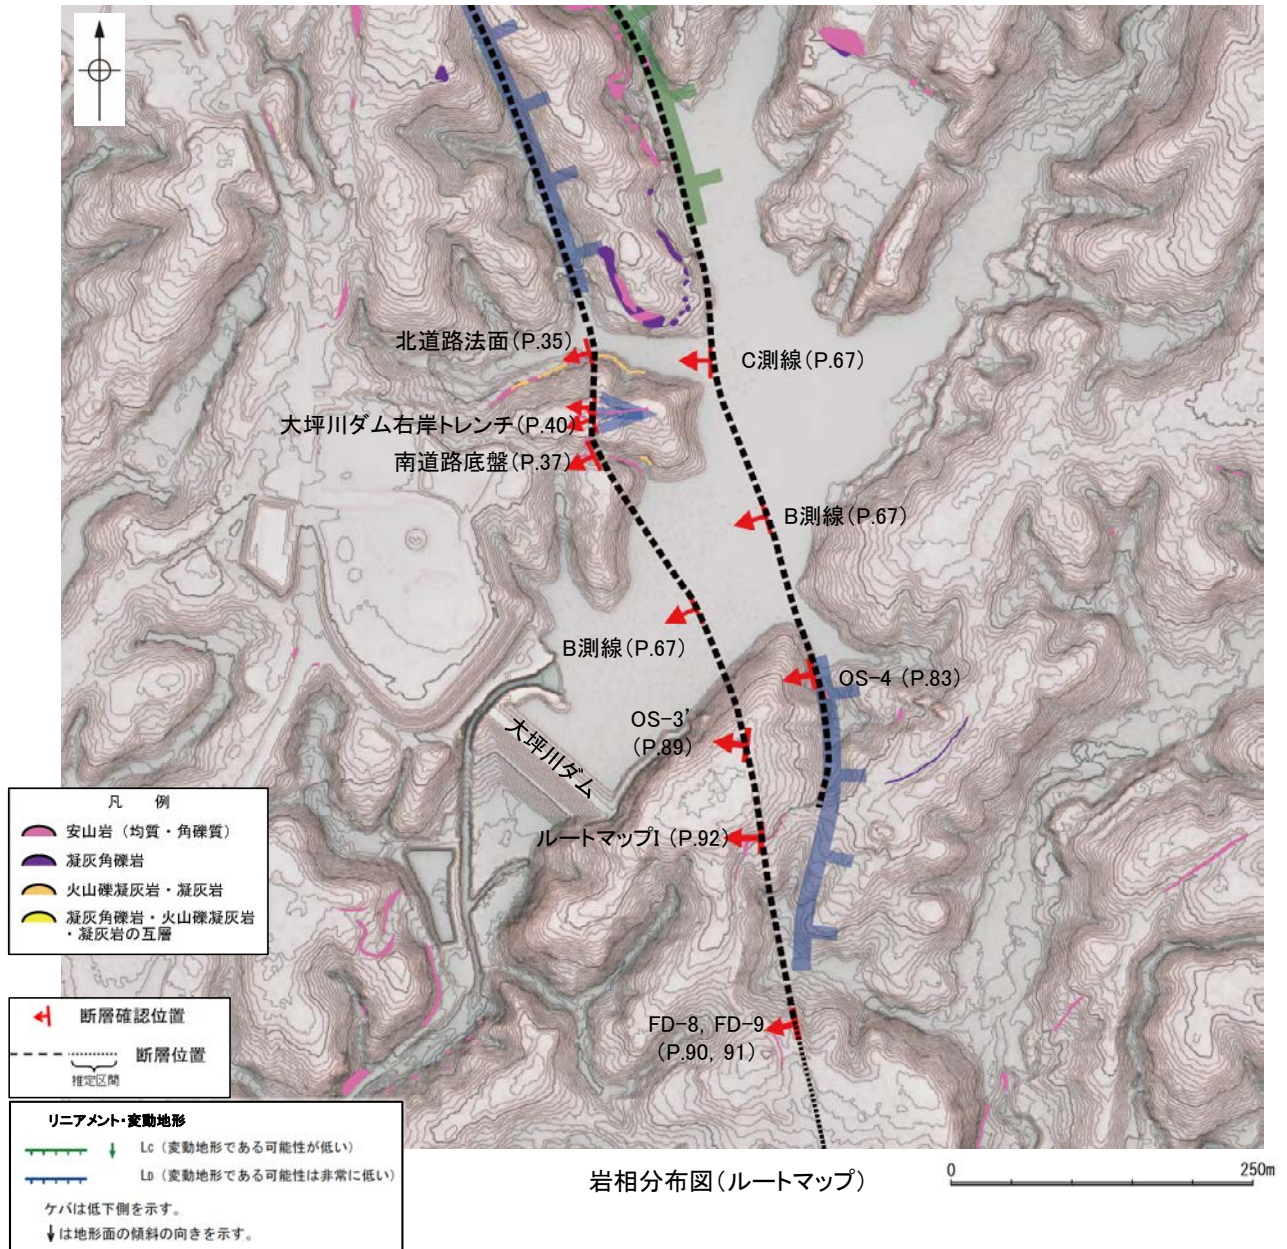 北道路法面(P.35)
C測線(P.67)
大坪川ダム右岸トレンチ(P.40)
南道路底盤(P.37)
B測線(P.67)
B測線(P.67)
OS-4 (P.83)
OS-3'
(P.89)
大坪川ダム
ルートマップI (P.92)
FD-8, FD-9
(P.90, 91)
凡 例
安山岩（均質・角礫質）
凝灰角礫岩
火山礫凝灰岩・凝灰岩
凝灰角礫岩・火山礫凝灰岩
・凝灰岩の互層
断層確認位置
断層位置
推定区間
リニアメント・変動地形
Lc（変動地形である可能性が低い）
LD（変動地形である可能性は非常に低い）
ケバは低下側を示す。
↓は地形面の傾斜の向きを示す。
岩相分布図(ルートマップ)
0 250m